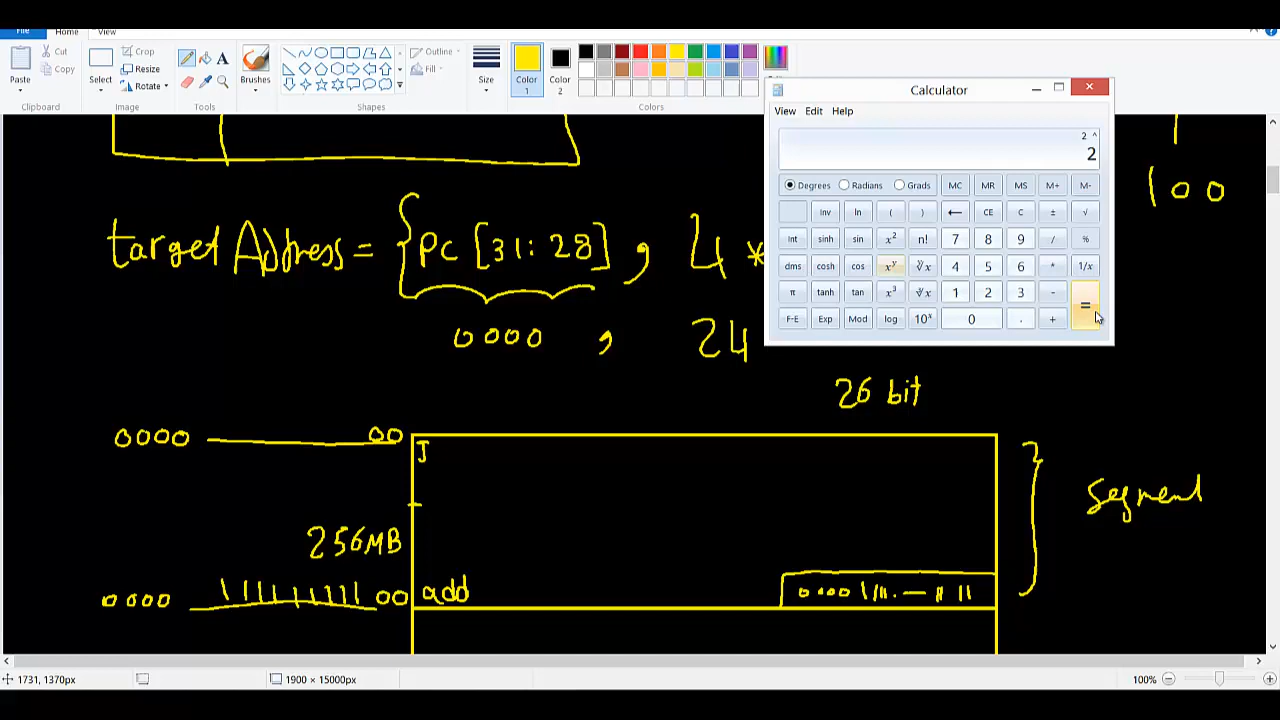 File Home View
Cut
Copy
Paste
Clipboard
Select
Crop
Resize
Rotate
Image
Tools
Brushes
Shapes
Outline
Fill
Size
Color 1
Color 2
Colors
Calculator
View Edit Help
2 ^
2
Degrees Radians Grads MC MR MS M+ M-
Inv ln ( ) ← CE C ± √
Int sinh sin x² n! 7 8 9 / %
dms cosh cos xʸ ʸ√x 4 5 6 * 1/x
π tanh tan x³ ³√x 1 2 3 - =
F-E Exp Mod log 10ˣ 0 . +
1
100
target Address = { PC [31:28] , 4 *
0000 , 24
26 bit
0000 00 J
Segment
256MB
0000 111111111 00 add
1731, 1370px
1900 × 15000px
100%